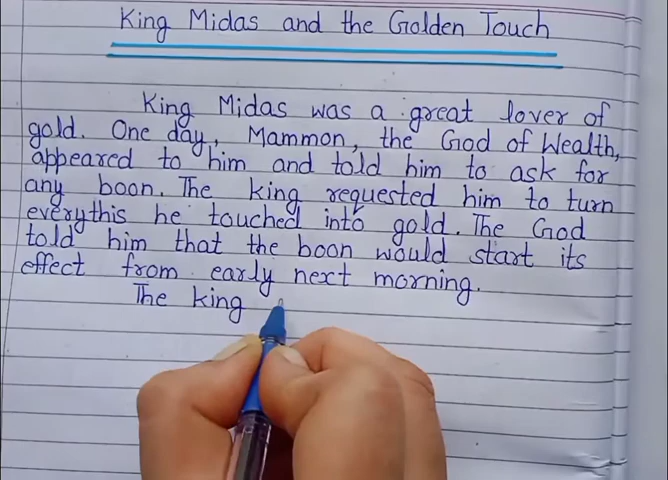 King Midas and the Golden Touch
King Midas was a great lover of
gold. One day, Mammon, the God of Wealth,
appeared to him and told him to ask for
any boon. The king requested him to turn
everythis he touched into gold. The God
told him that the boon would start its
effect from early next morning.
The king